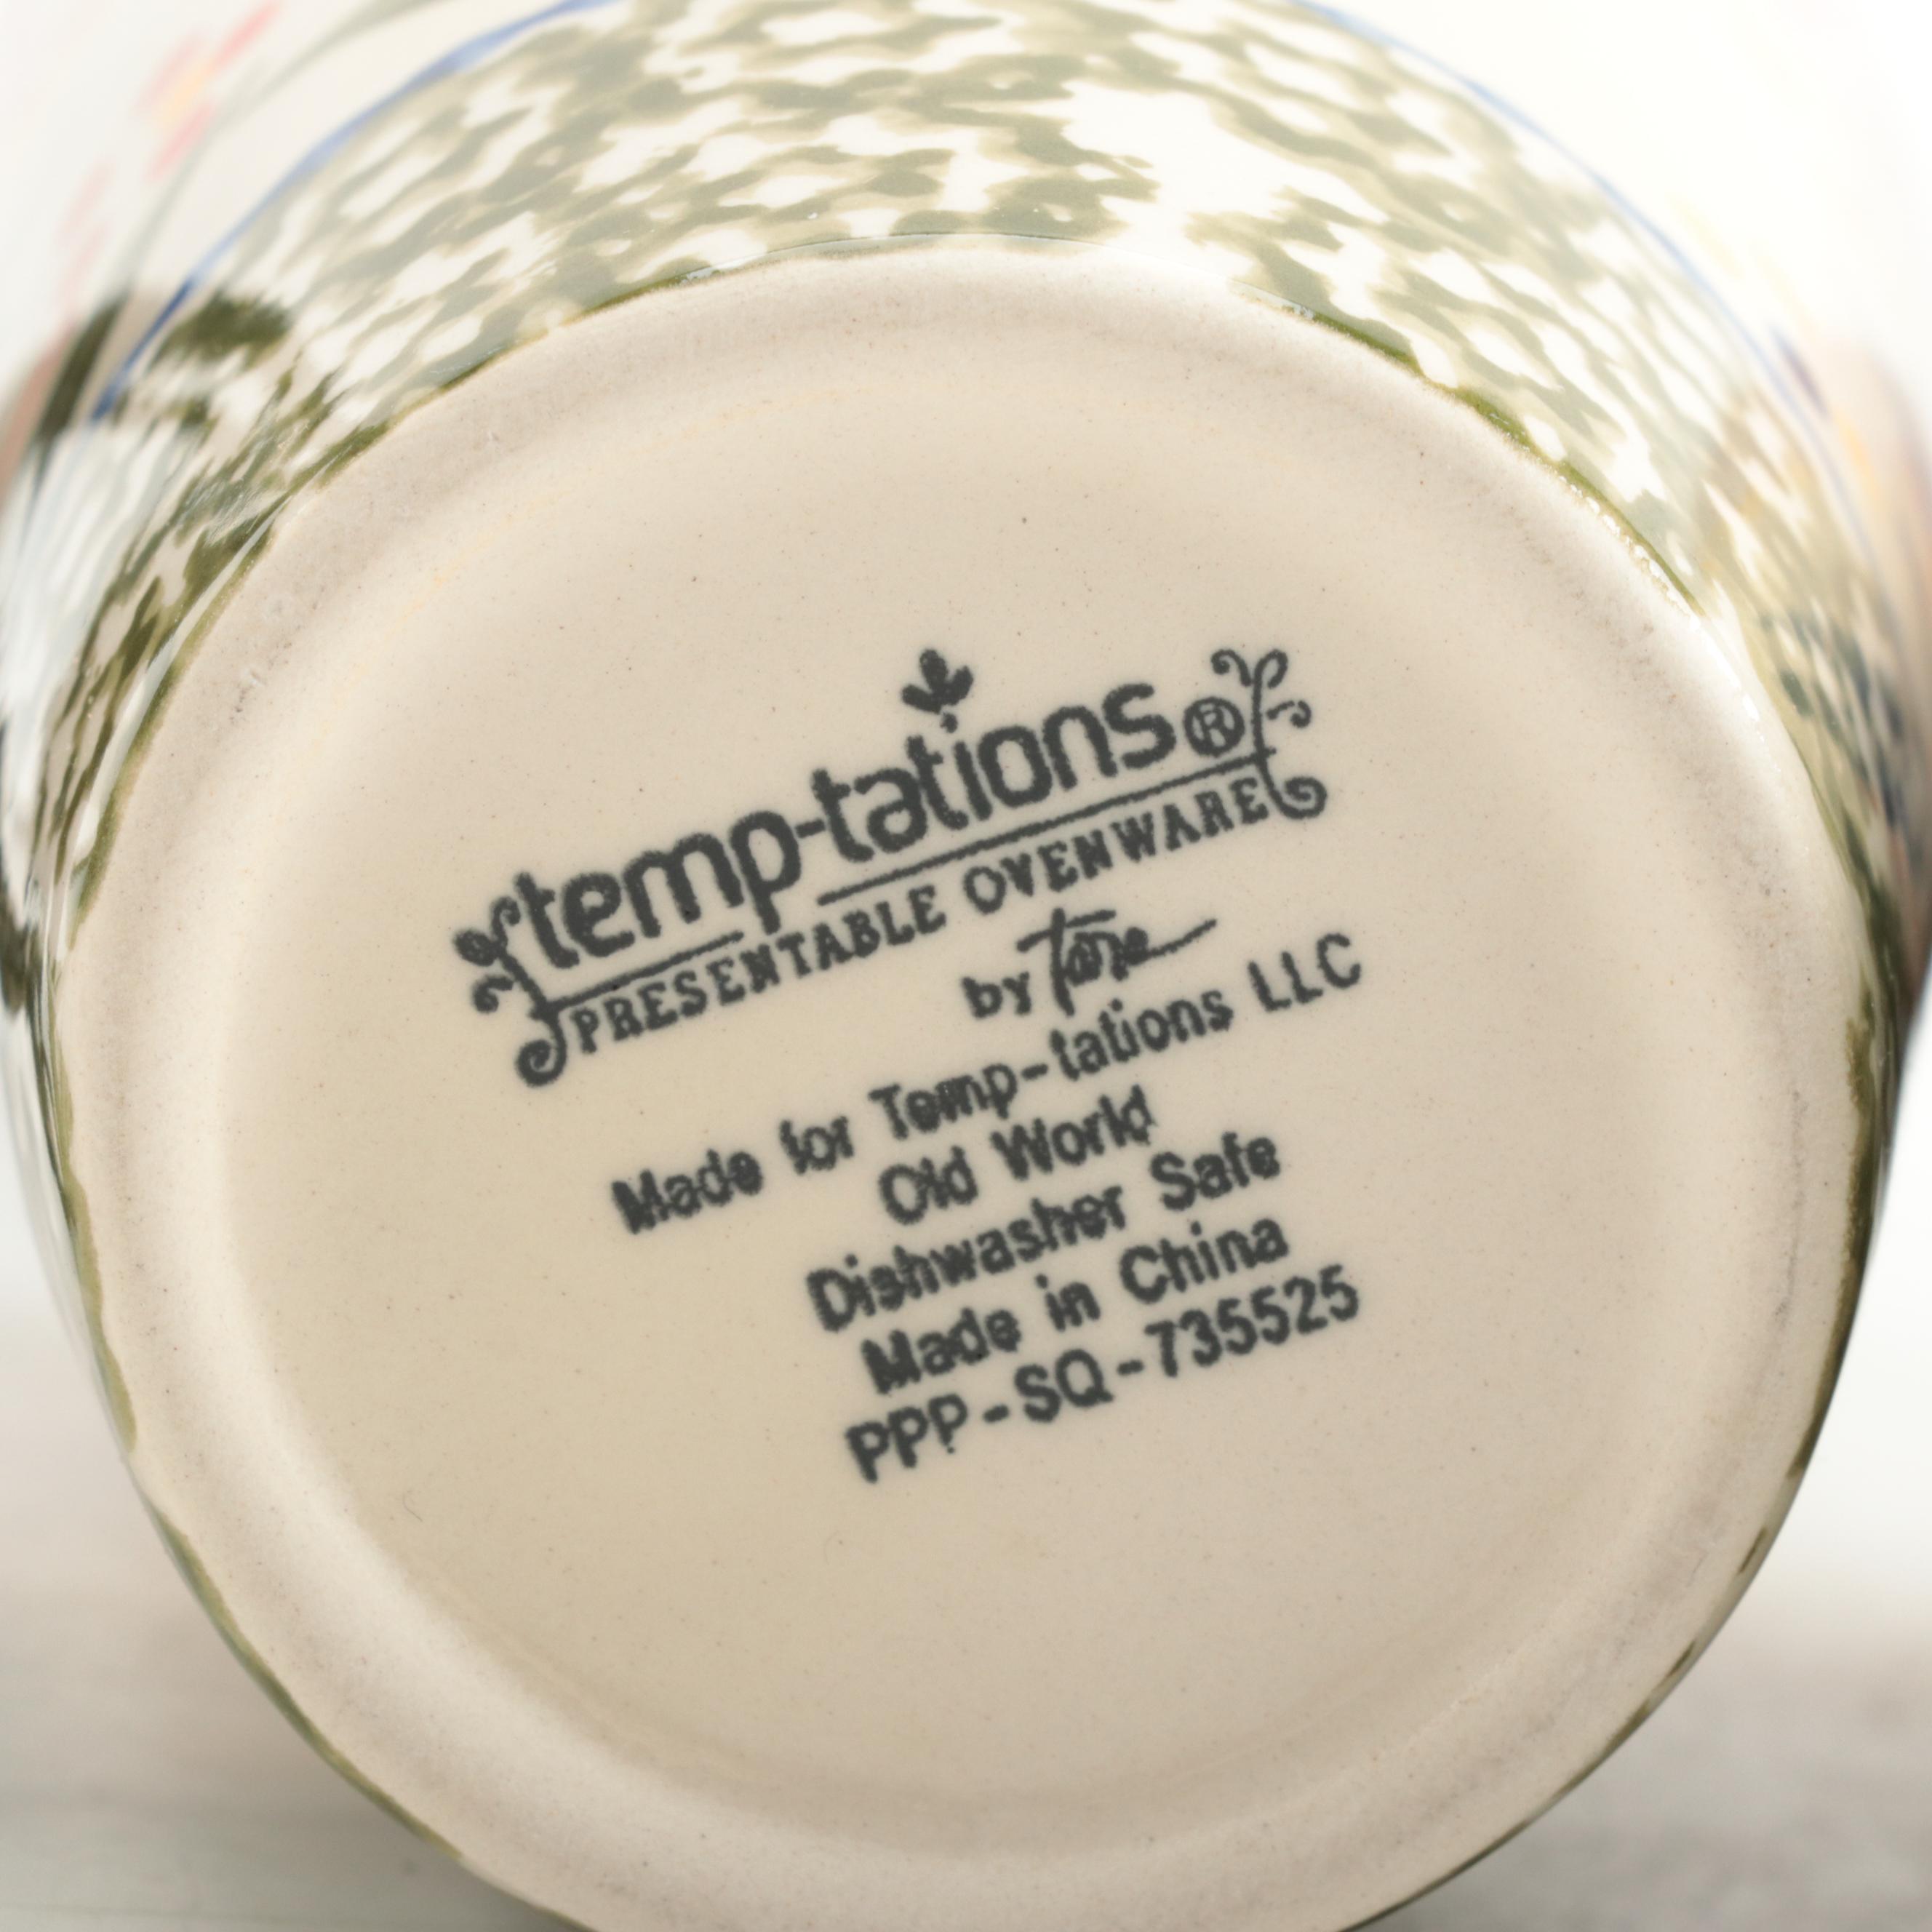 temp-tations®
PRESENTABLE OVENWARE
by Tara
Made for Temp-tations LLC
Old World
Dishwasher Safe
Made in China
PPP-SQ-735525